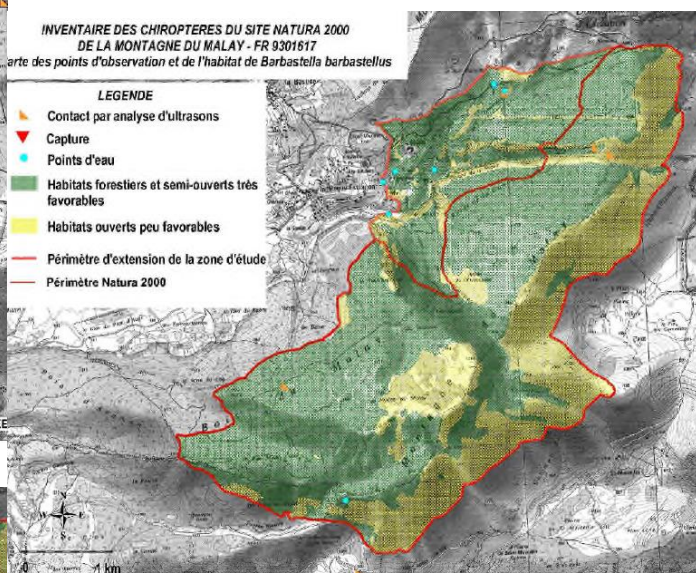 INVENTAIRE DES CHIROPTERES DU SITE NATURA 2000
DE LA MONTAGNE DU MALAY - FR 9301617
arte des points d'observation et de l'habitat de Barbastella barbastellus
LEGENDE
Contact par analyse d'ultrasons
Capture
Points d'eau
Habitats forestiers et semi-ouverts très
favorables
Habitats ouverts peu favorables
Périmètre d'extension de la zone d'étude
Périmètre Natura 2000
N
W E
S
0 1 km